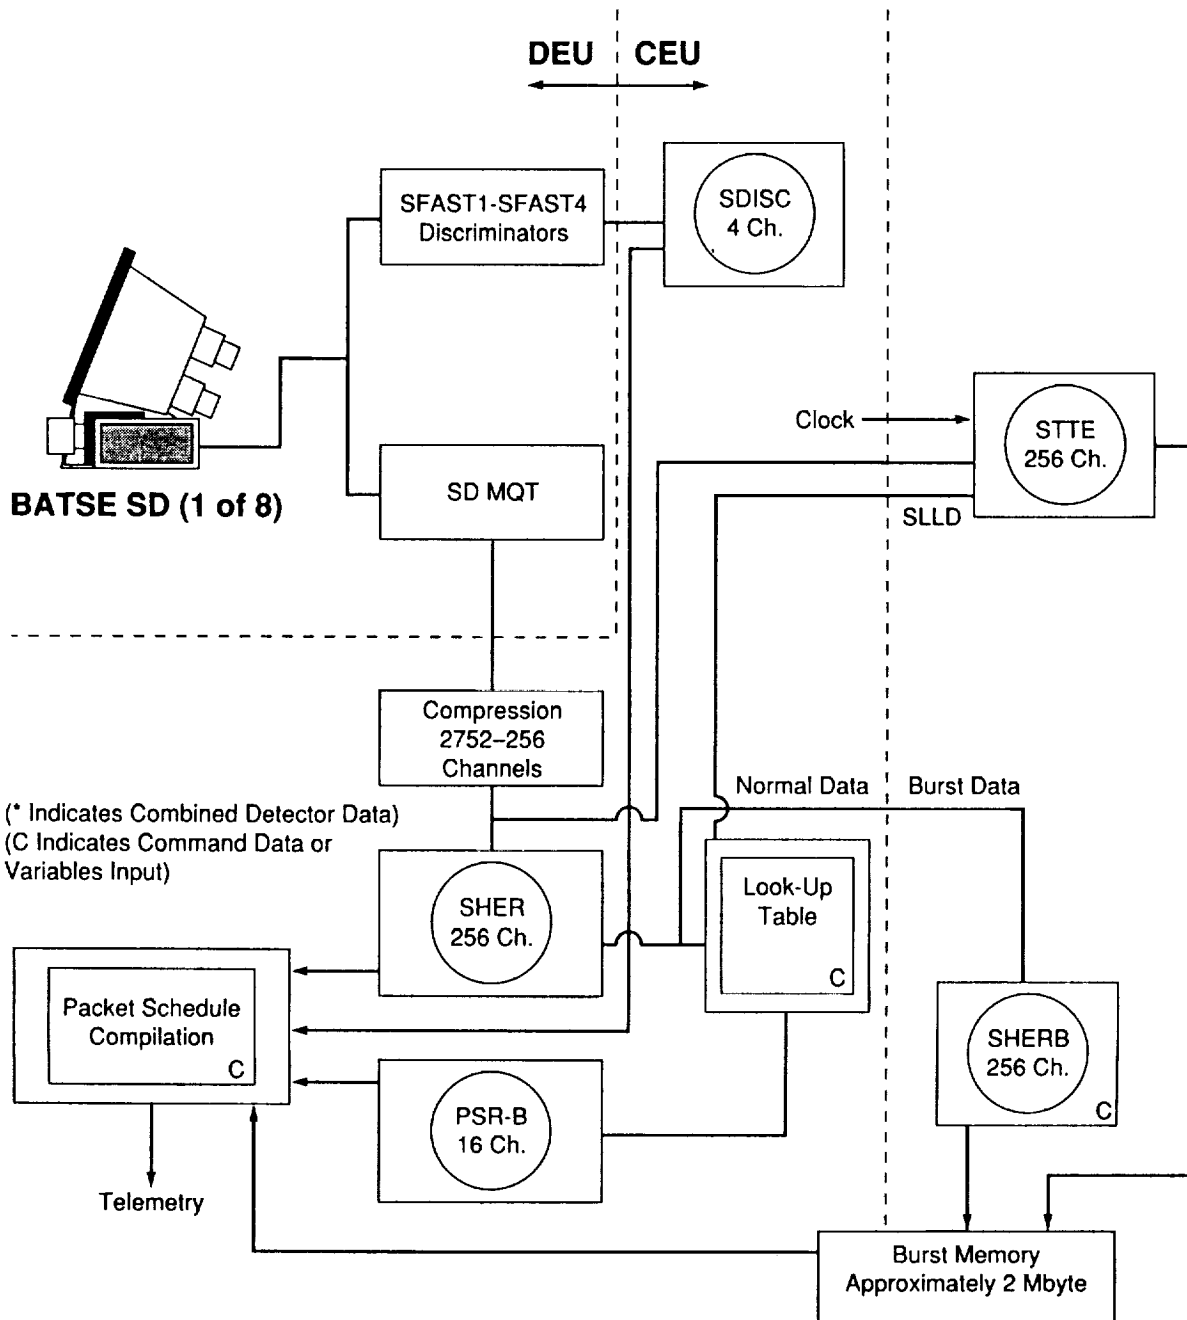 DEU CEU
SFAST1-SFAST4
Discriminators
SDISC
4 Ch.
Clock
STTE
256 Ch.
SD MQT
BATSE SD (1 of 8)
SLLD
Compression
2752–256
Channels
Normal Data
Burst Data
(* Indicates Combined Detector Data)
(C Indicates Command Data or
Variables Input)
SHER
256 Ch.
Look-Up
Table
C
Packet Schedule
Compilation
C
SHERB
256 Ch.
C
PSR-B
16 Ch.
Telemetry
Burst Memory
Approximately 2 Mbyte